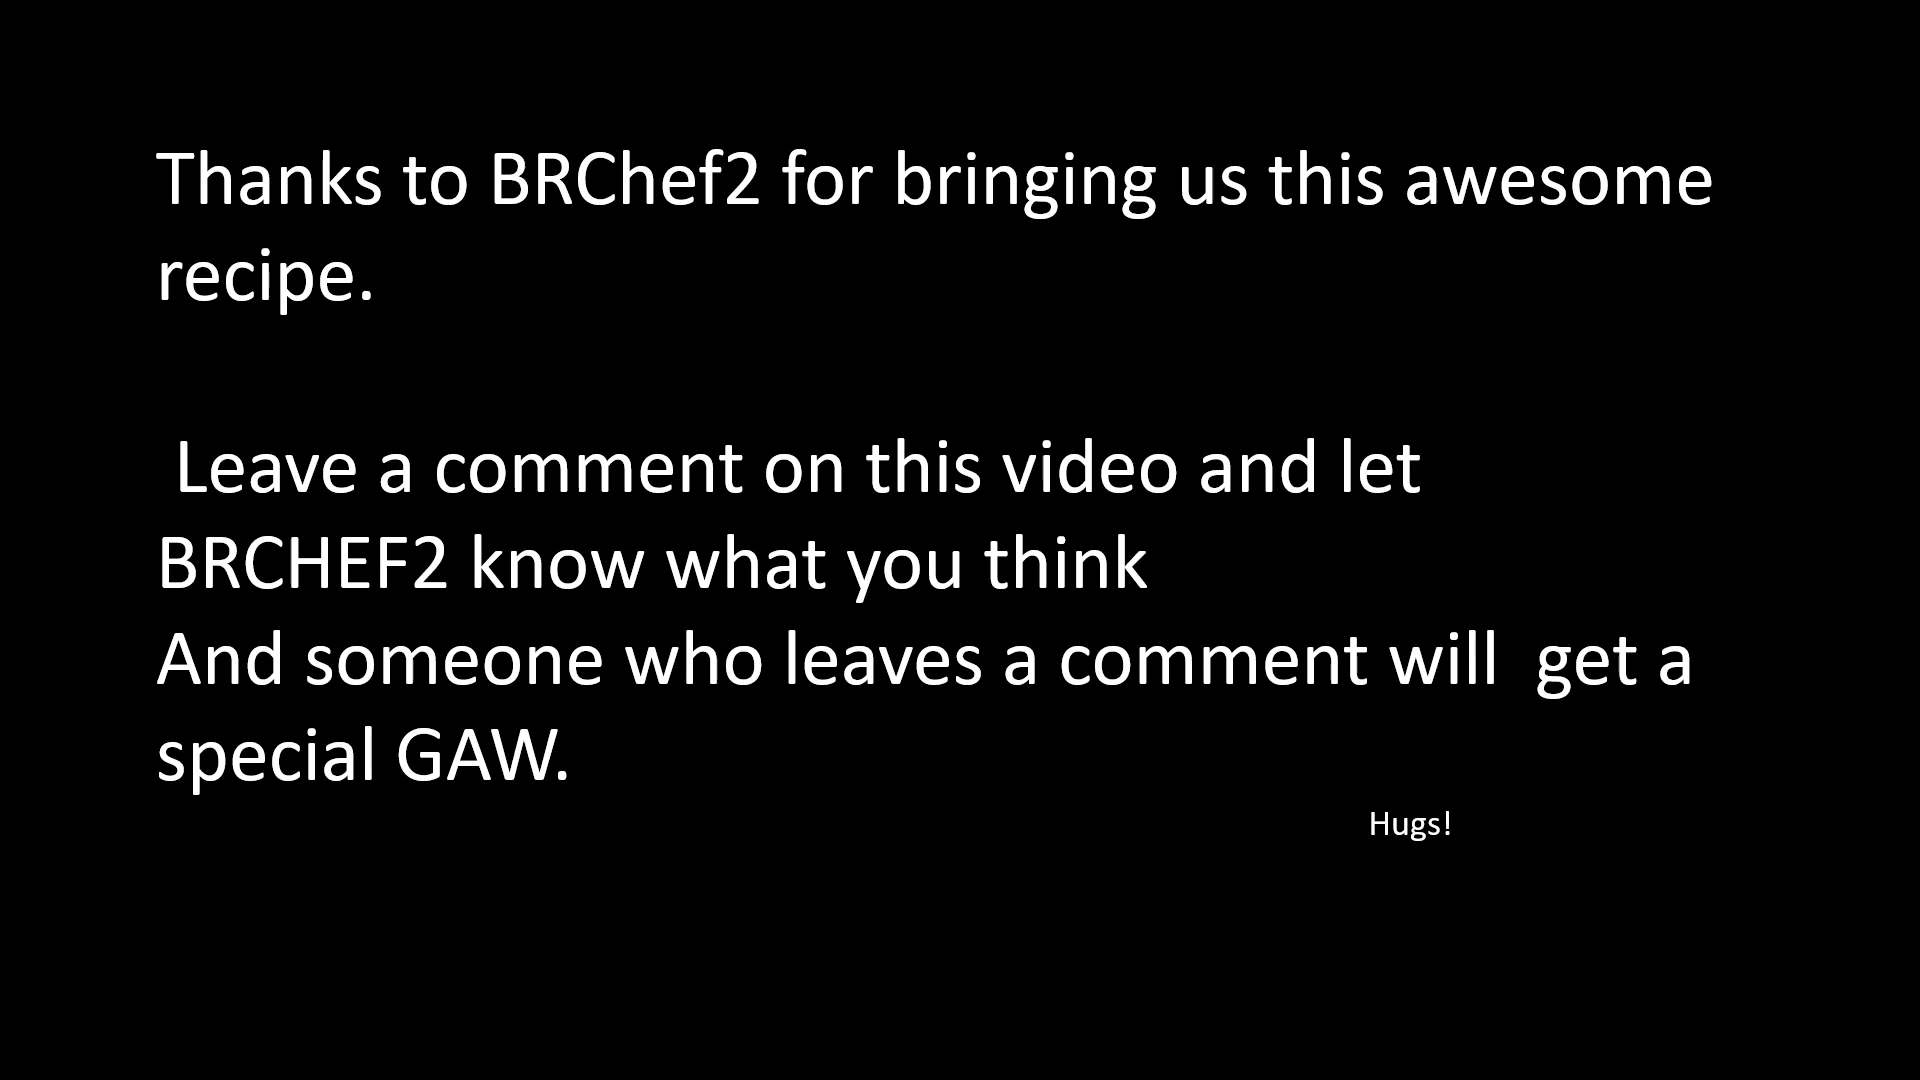 Thanks to BRChef2 for bringing us this awesome
recipe.
Leave a comment on this video and let
BRCHEF2 know what you think
And someone who leaves a comment will  get a
special GAW.
Hugs!